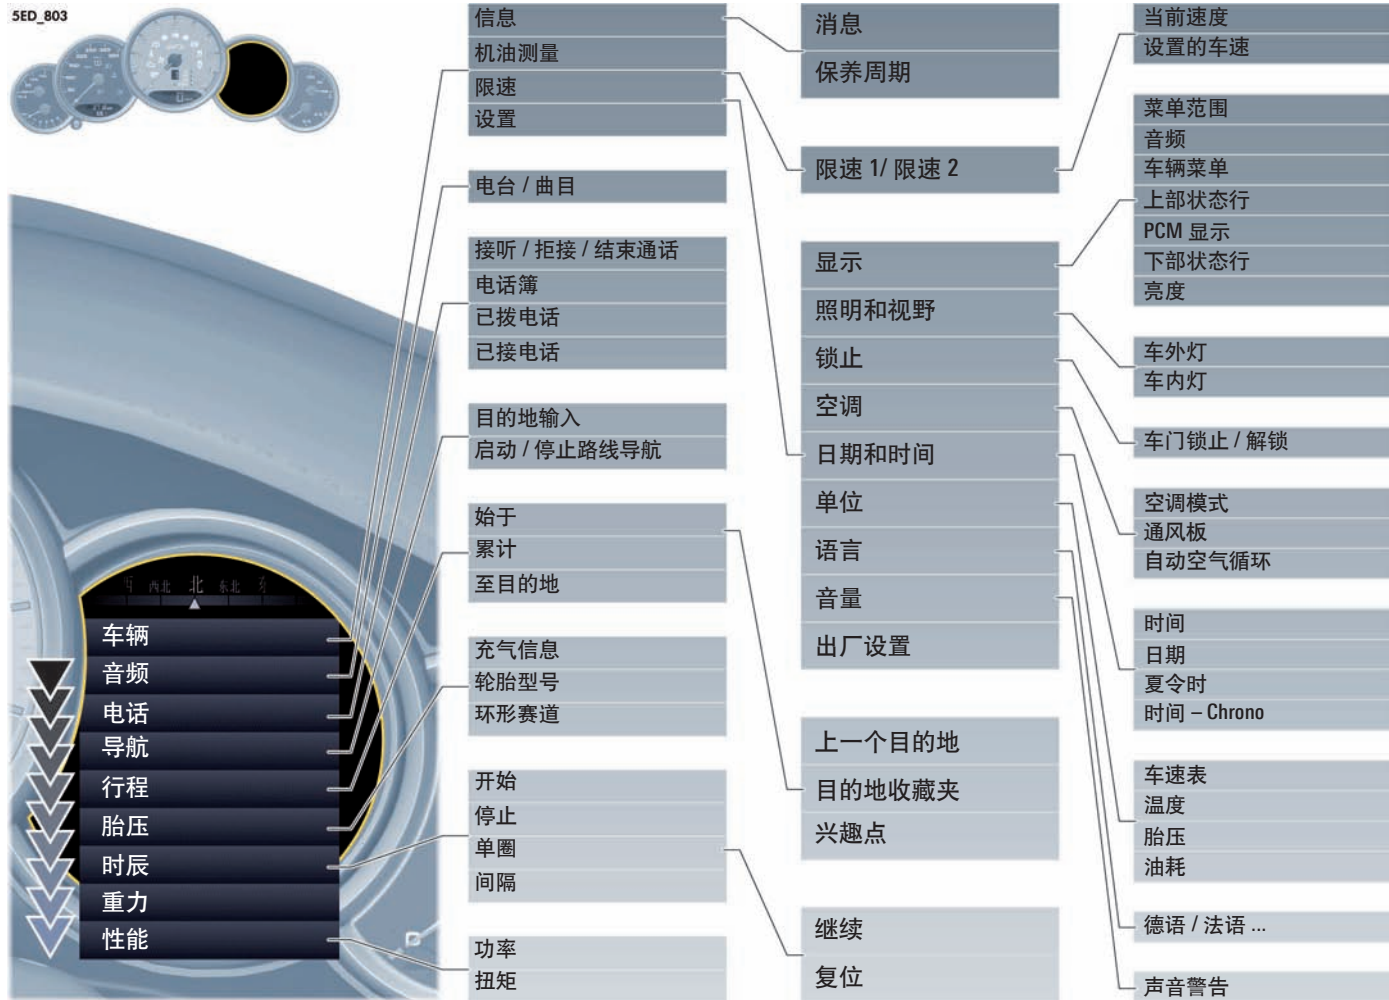 5ED_803
信息
机油测量
限速
设置
电台 / 曲目
接听 / 拒接 / 结束通话
电话簿
已拨电话
已接电话
目的地输入
启动 / 停止路线导航
始于
累计
至目的地
充气信息
轮胎型号
环形赛道
开始
停止
单圈
间隔
功率
扭矩
消息
保养周期
限速 1/ 限速 2
显示
照明和视野
锁止
空调
日期和时间
单位
语言
音量
出厂设置
上一个目的地
目的地收藏夹
兴趣点
继续
复位
当前速度
设置的车速
菜单范围
音频
车辆菜单
上部状态行
PCM 显示
下部状态行
亮度
车外灯
车内灯
车门锁止 / 解锁
空调模式
通风板
自动空气循环
时间
日期
夏令时
时间 – Chrono
车速表
温度
胎压
油耗
德语 / 法语 ...
声音警告
西北 北 东北
车辆
音频
电话
导航
行程
胎压
时辰
重力
性能